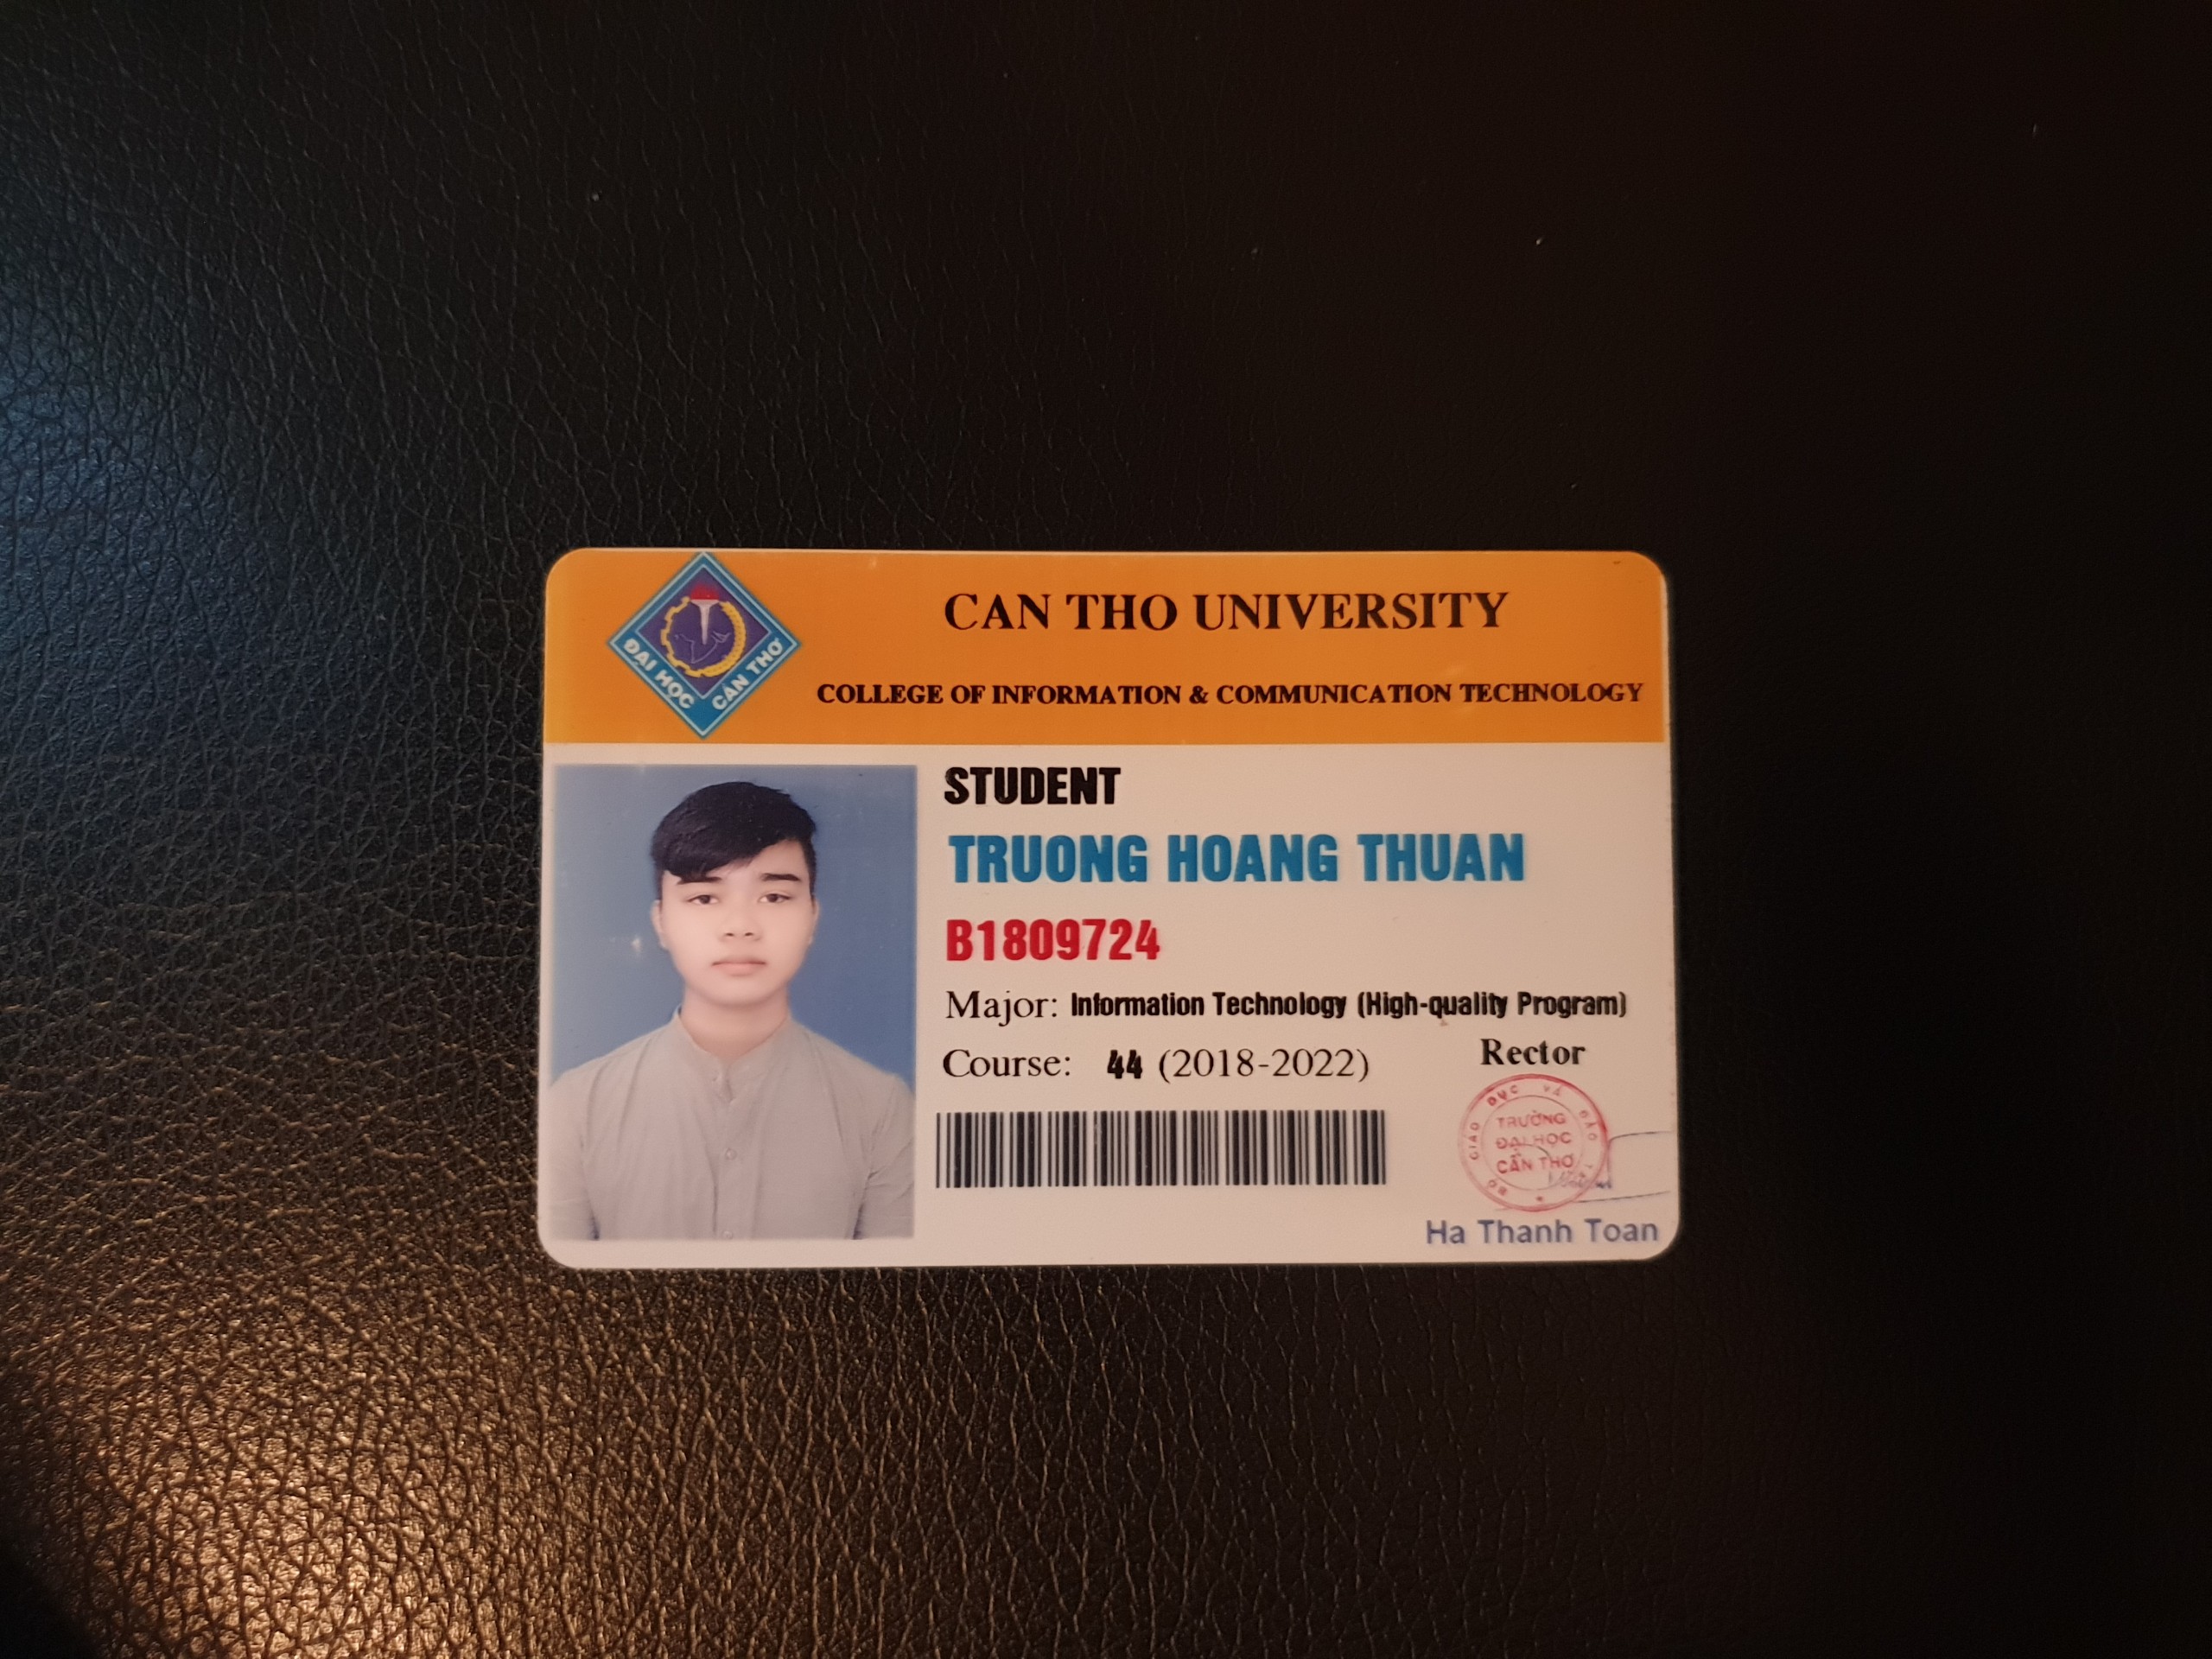 CAN THO UNIVERSITY
COLLEGE OF INFORMATION & COMMUNICATION TECHNOLOGY
ĐẠI HỌC CẦN THƠ
STUDENT
TRUONG HOANG THUAN
B1809724
Major: Information Technology (High-quality Program)
Course: 44 (2018-2022)
Rector
BỘ GIÁO DỤC VÀ ĐÀO
TRƯỜNG
ĐẠI HỌC
CẦN THƠ
Ha Thanh Toan